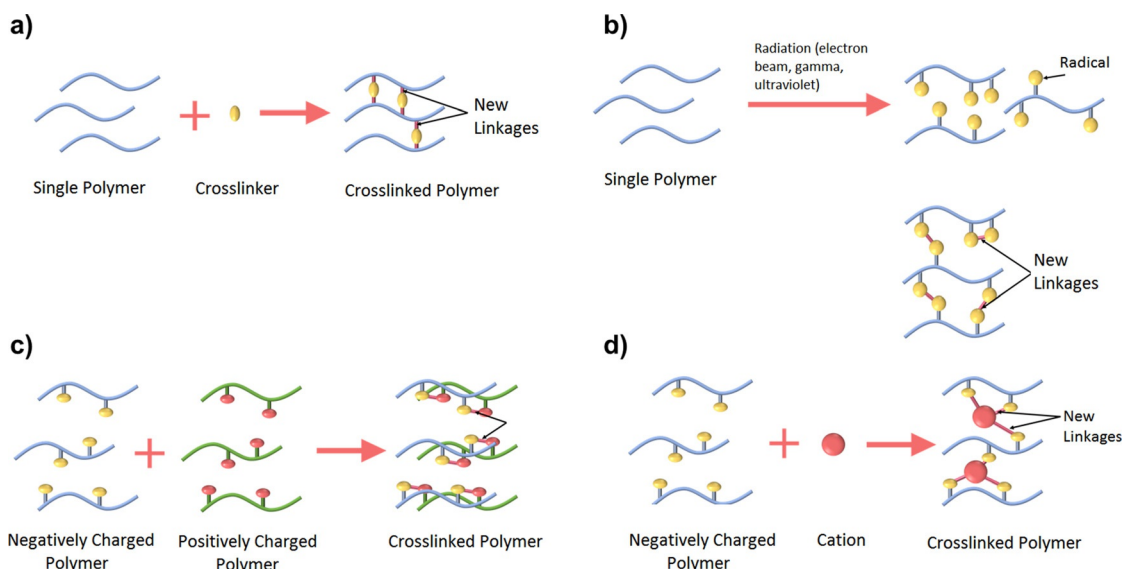 a)
New
Linkages
Single Polymer
Crosslinker
Crosslinked Polymer
b)
Radiation (electron
beam, gamma,
ultraviolet)
Radical
Single Polymer
New
Linkages
c)
Negatively Charged
Polymer
Positively Charged
Polymer
Crosslinked Polymer
d)
New
Linkages
Negatively Charged
Polymer
Cation
Crosslinked Polymer